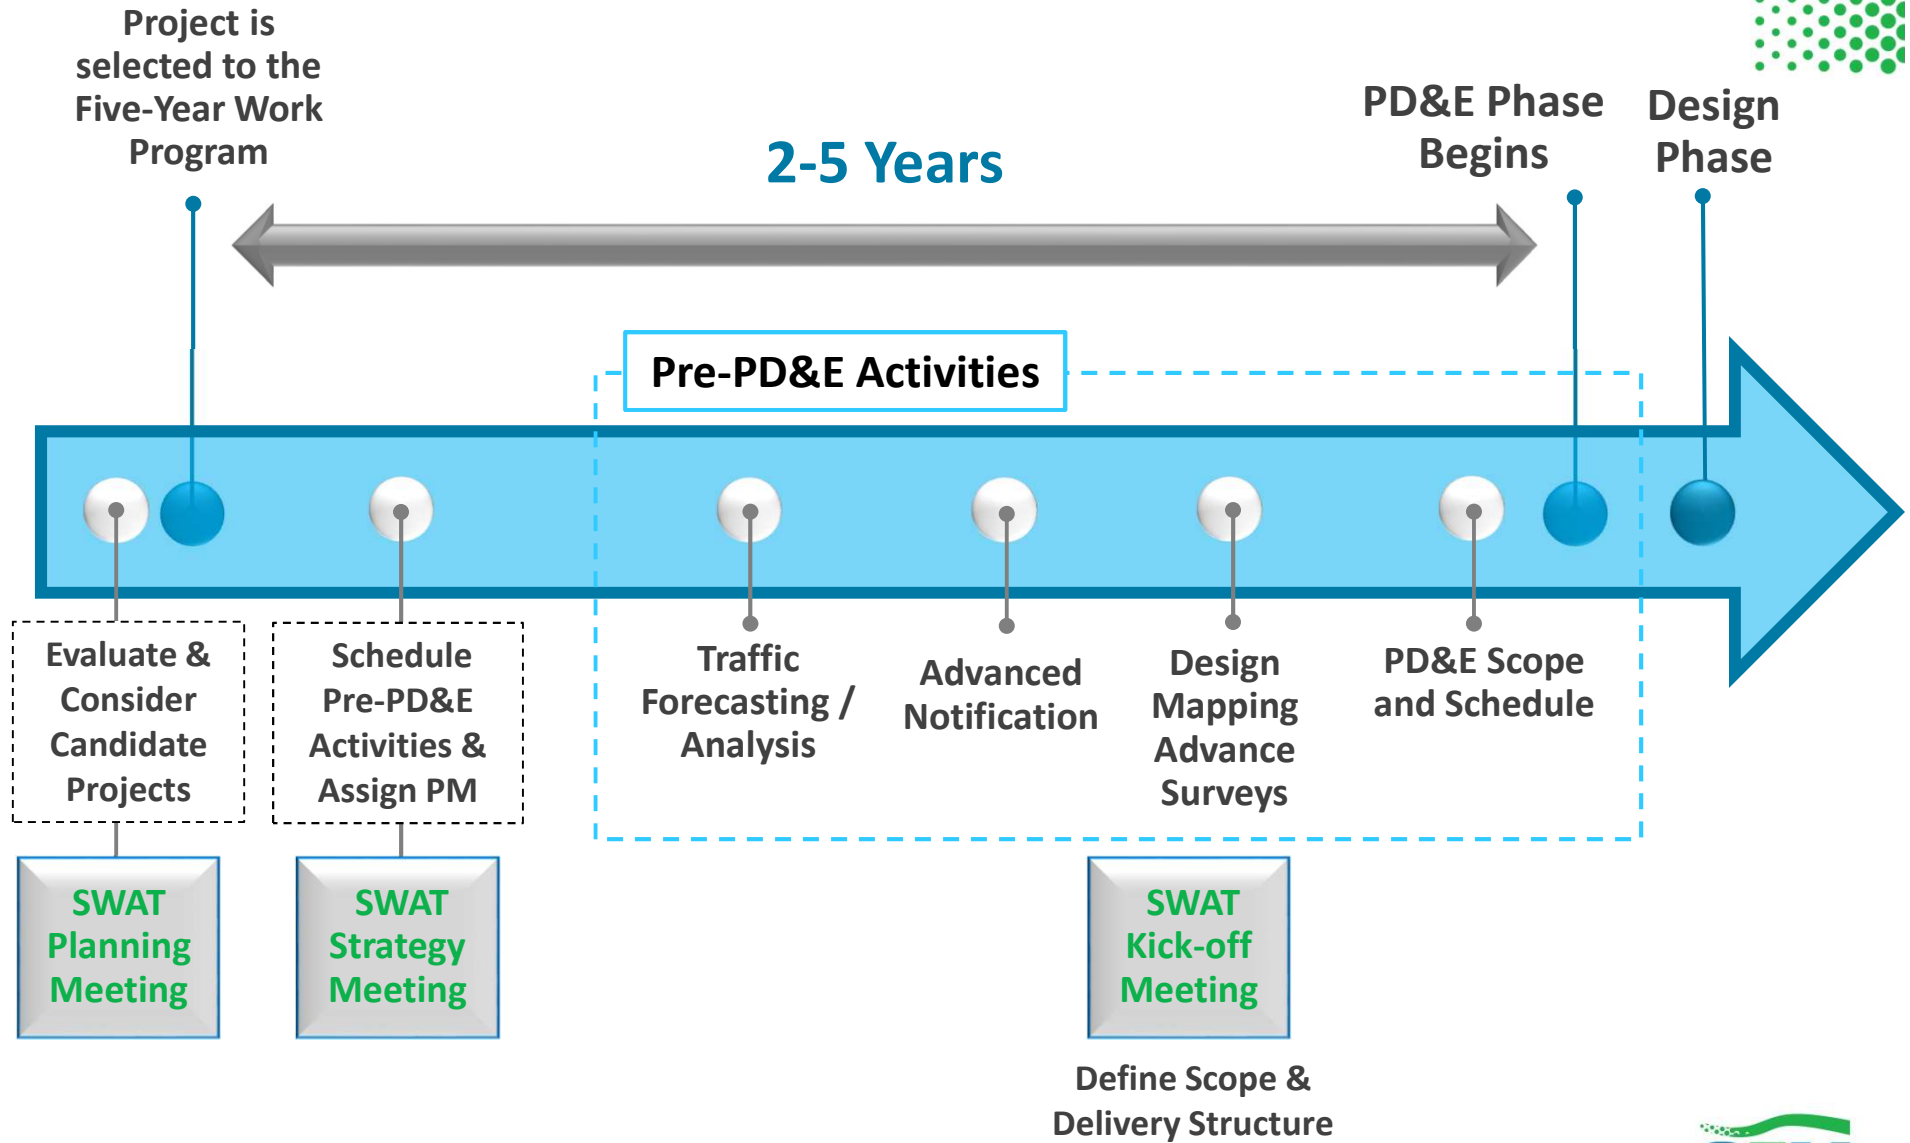 Project is
selected to the
Five-Year Work
Program
2-5 Years
PD&E Phase
Begins
Design
Phase
Pre-PD&E Activities
Evaluate &
Consider
Candidate
Projects
Schedule
Pre-PD&E
Activities &
Assign PM
Traffic
Forecasting /
Analysis
Advanced
Notification
Design
Mapping
Advance
Surveys
PD&E Scope
and Schedule
SWAT
Planning
Meeting
SWAT
Strategy
Meeting
SWAT
Kick-off
Meeting
Define Scope &
Delivery Structure